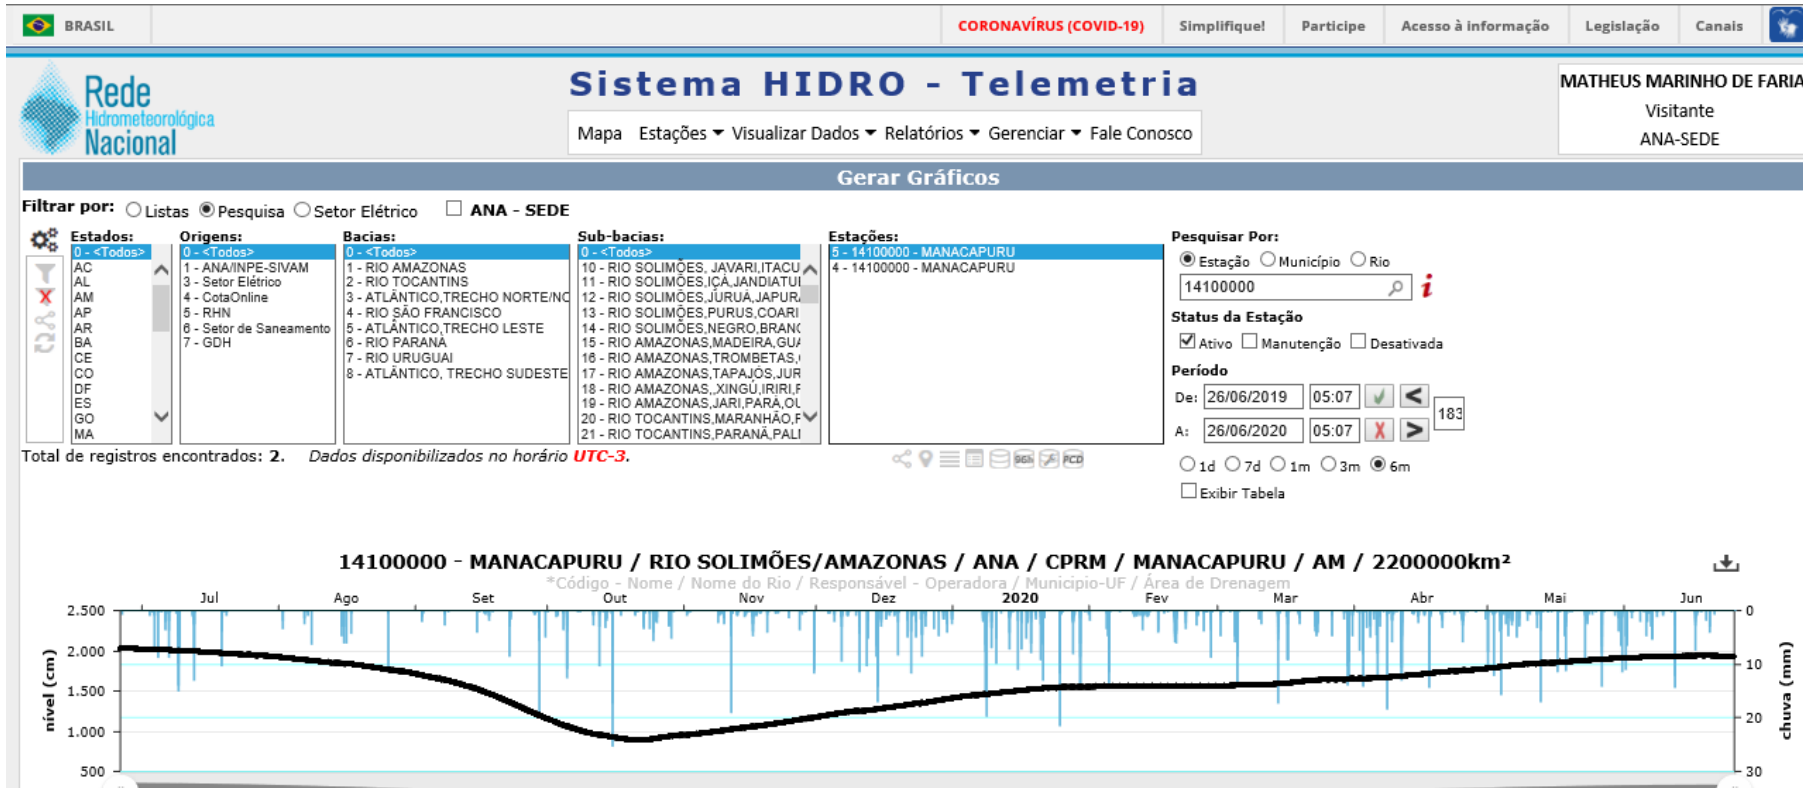 BRASIL
CORONAVÍRUS (COVID-19)
Simplifique!
Participe
Acesso à informação
Legislação
Canais
Rede
Hidrometeorológica
Nacional
Sistema HIDRO - Telemetria
Mapa Estações Visualizar Dados Relatórios Gerenciar Fale Conosco
MATHEUS MARINHO DE FARIA
Visitante
ANA-SEDE
Gerar Gráficos
Filtrar por: Listas Pesquisa Setor Elétrico ANA - SEDE
Estados:
0 - <Todos>
AC
AL
AM
AP
AR
BA
CE
CO
DF
ES
GO
MA
Origens:
0 - <Todos>
1 - ANA/INPE-SIVAM
3 - Setor Elétrico
4 - CotaOnline
5 - RHN
6 - Setor de Saneamento
7 - GDH
Bacias:
0 - <Todos>
1 - RIO AMAZONAS
2 - RIO TOCANTINS
3 - ATLÂNTICO,TRECHO NORTE/NO
4 - RIO SÃO FRANCISCO
5 - ATLÂNTICO,TRECHO LESTE
6 - RIO PARANÁ
7 - RIO URUGUAI
8 - ATLÂNTICO, TRECHO SUDESTE
Sub-bacias:
0 - <Todos>
10 - RIO SOLIMÕES, JAVARI,ITACU
11 - RIO SOLIMÕES,IÇÁ,JANDIATUI
12 - RIO SOLIMÕES,JURUÁ,JAPUR
13 - RIO SOLIMÕES,PURUS,COARI
14 - RIO SOLIMÕES,NEGRO,BRANC
15 - RIO AMAZONAS,MADEIRA,GUA
16 - RIO AMAZONAS,TROMBETAS,
17 - RIO AMAZONAS,TAPAJÓS,JUR
18 - RIO AMAZONAS,,XINGÚ,IRIRI,F
19 - RIO AMAZONAS,JARI,PARÁ,OU
20 - RIO TOCANTINS,MARANHÃO,F
21 - RIO TOCANTINS,PARANÃ,PAL
Estações:
5 - 14100000 - MANACAPURU
4 - 14100000 - MANACAPURU
Pesquisar Por:
Estação Município Rio
14100000
i
Status da Estação
Ativo Manutenção Desativada
Período
De: 26/06/2019 05:07 <
183
A: 26/06/2020 05:07 X >
1d 7d 1m 3m 6m
Exibir Tabela
Total de registros encontrados: 2. Dados disponibilizados no horário UTC-3.
96h PCD
14100000 - MANACAPURU / RIO SOLIMÕES/AMAZONAS / ANA / CPRM / MANACAPURU / AM / 2200000km²
*Código - Nome / Nome do Rio / Responsável - Operadora / Municipio-UF / Área de Drenagem
Jul Ago Set Out Nov Dez 2020 Fev Mar Abr Mai Jun
nível (cm)
2.500
2.000
1.500
1.000
500
0
10
20
30
chuva (mm)